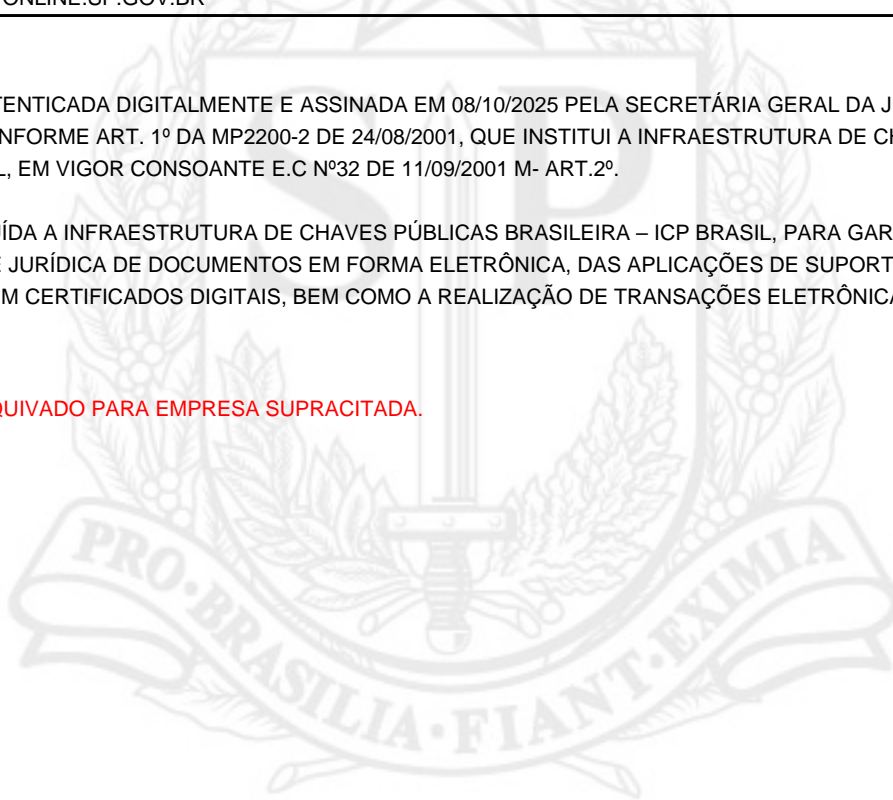 ONLINE.SP.GOV.BR
TENTICADA DIGITALMENTE E ASSINADA EM 08/10/2025 PELA SECRETÁRIA GERAL DA J
NFORME ART. 1º DA MP2200-2 DE 24/08/2001, QUE INSTITUI A INFRAESTRUTURA DE CH
L, EM VIGOR CONSOANTE E.C Nº32 DE 11/09/2001 M- ART.2º.
ÍDA A INFRAESTRUTURA DE CHAVES PÚBLICAS BRASILEIRA – ICP BRASIL, PARA GAR
E JURÍDICA DE DOCUMENTOS EM FORMA ELETRÔNICA, DAS APLICAÇÕES DE SUPORT
M CERTIFICADOS DIGITAIS, BEM COMO A REALIZAÇÃO DE TRANSAÇÕES ELETRÔNICA
QUIVADO PARA EMPRESA SUPRACITADA.
SP
PRO·BRASILIA·FIANT·EXIMIA